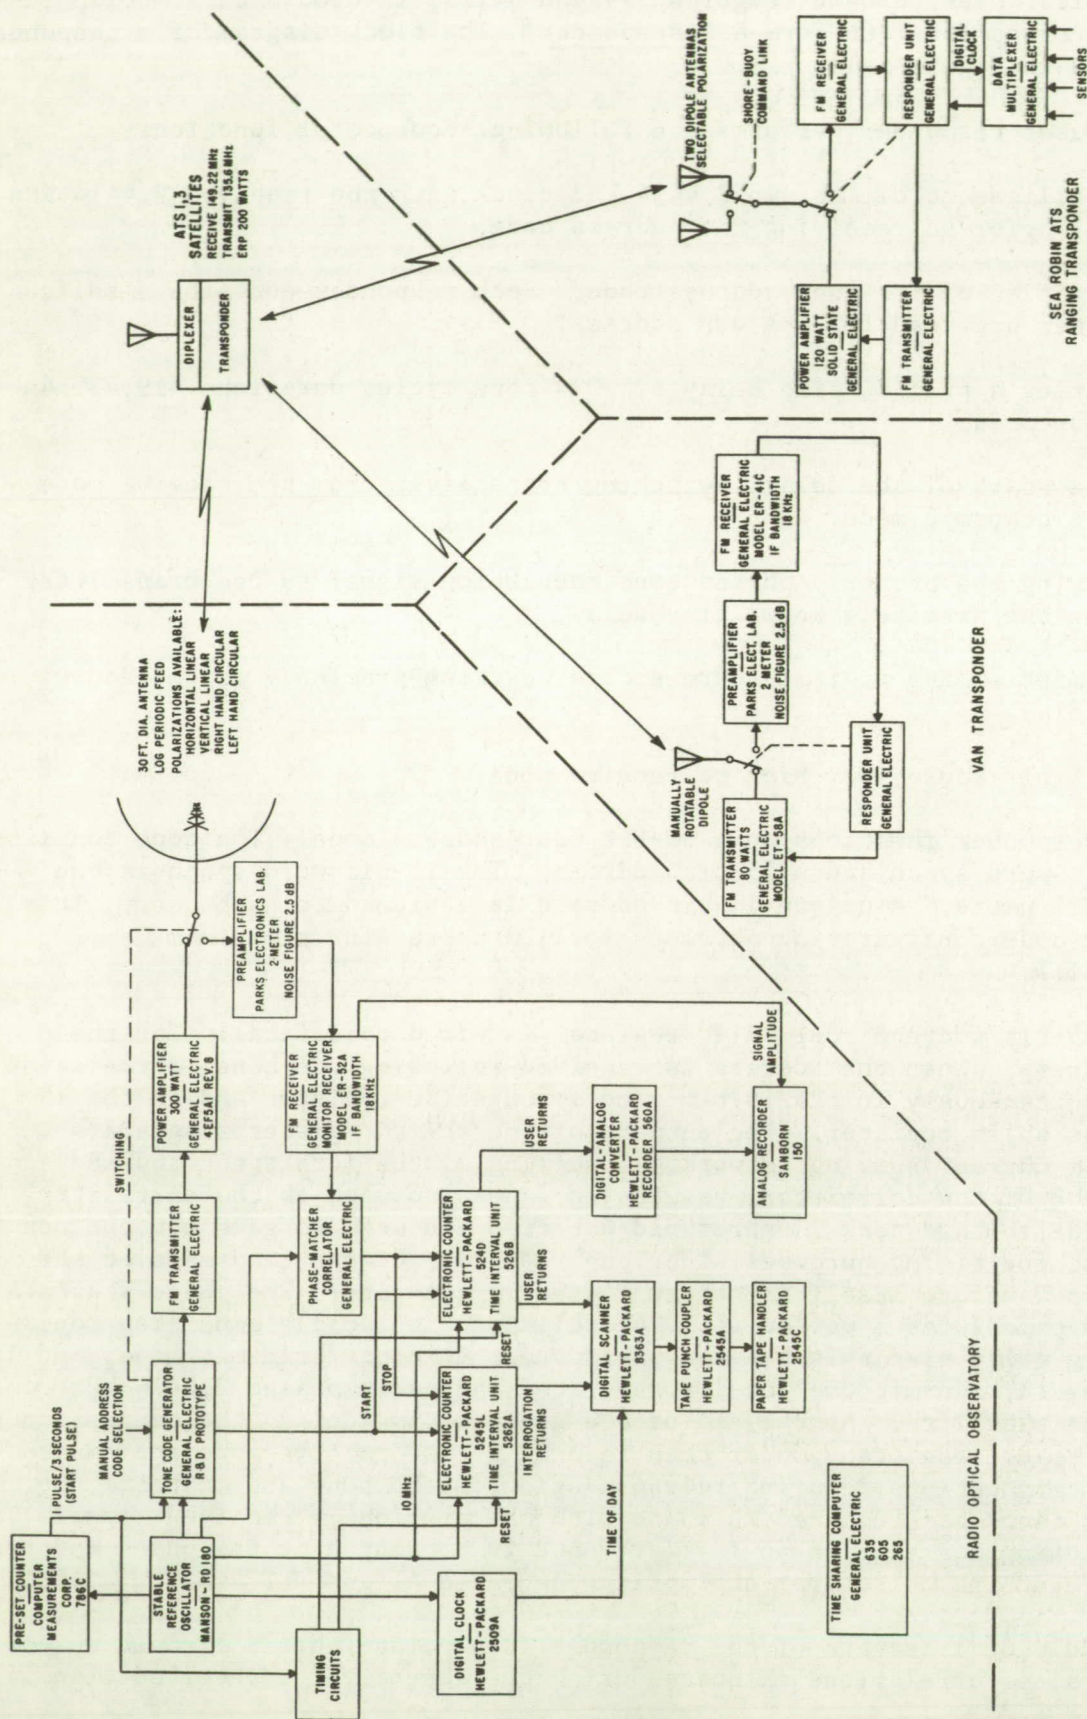 PRE-SET COUNTER
COMPUTER
MEASUREMENTS
CORP.
786C
1 PULSE/3 SECONDS
(START PULSE)
MANUAL ADDRESS
CODE SELECTION
STABLE
REFERENCE
OSCILLATOR
MANSON - RD180
TONE CODE GENERATOR
GENERAL ELECTRIC
R & D PROTOTYPE
SWITCHING
FM TRANSMITTER
GENERAL ELECTRIC
POWER AMPLIFIER
300 WATT
GENERAL ELECTRIC
4EF5A1 REV. 8
30 FT. DIA. ANTENNA
LOG PERIODIC FEED
POLARIZATIONS AVAILABLE:
HORIZONTAL LINEAR
VERTICAL LINEAR
RIGHT HAND CIRCULAR
LEFT HAND CIRCULAR
PREAMPLIFIER
PARKS ELECTRONICS LAB.
2 METER
NOISE FIGURE 2.5 dB
FM RECEIVER
GENERAL ELECTRIC
MONITOR RECEIVER
MODEL ER-52A
IF BANDWIDTH
18KHz
PHASE-MATCHER
CORRELATOR
GENERAL ELECTRIC
TIMING
CIRCUITS
10 MHz
START
STOP
RESET
RESET
ELECTRONIC COUNTER
HEWLETT-PACKARD
5245L
TIME INTERVAL UNIT
5262A
ELECTRONIC COUNTER
HEWLETT-PACKARD
524D
TIME INTERVAL UNIT
526B
INTERROGATION
RETURNS
USER
RETURNS
USER
RETURNS
SIGNAL
AMPLITUDE
DIGITAL CLOCK
HEWLETT-PACKARD
2509A
TIME OF DAY
DIGITAL SCANNER
HEWLETT-PACKARD
8363A
TAPE PUNCH COUPLER
HEWLETT-PACKARD
2545A
PAPER TAPE HANDLER
HEWLETT-PACKARD
2545C
DIGITAL-ANALOG
CONVERTER
HEWLETT-PACKARD
RECORDER 560A
ANALOG RECORDER
SANBORN
150
TIME SHARING COMPUTER
GENERAL ELECTRIC
635
605
265
RADIO OPTICAL OBSERVATORY
ATS 1,3
SATELLITES
RECEIVE 149.22 MHz
TRANSMIT 135.6 MHz
ERP 200 WATTS
DIPLEXER
TRANSPONDER
MANUALLY
ROTATABLE
DIPOLE
FM TRANSMITTER
80 WATTS
GENERAL ELECTRIC
MODEL ET-58A
PREAMPLIFIER
PARKS ELECT. LAB.
2 METER
NOISE FIGURE 2.5 dB
FM RECEIVER
GENERAL ELECTRIC
MODEL ER-41C
IF BANDWIDTH
18 KHz
RESPONDER UNIT
GENERAL ELECTRIC
VAN TRANSPONDER
TWO DIPOLE ANTENNAS
SELECTABLE POLARIZATION
SHORE-BUOY
COMMAND LINK
POWER AMPLIFIER
120 WATT
SOLID STATE
GENERAL ELECTRIC
FM RECEIVER
GENERAL ELECTRIC
FM TRANSMITTER
GENERAL ELECTRIC
RESPONDER UNIT
GENERAL ELECTRIC
DIGITAL
CLOCK
DATA
MULTIPLEXER
GENERAL ELECTRIC
SENSORS
SEA ROBIN ATS
RANGING TRANSPONDER